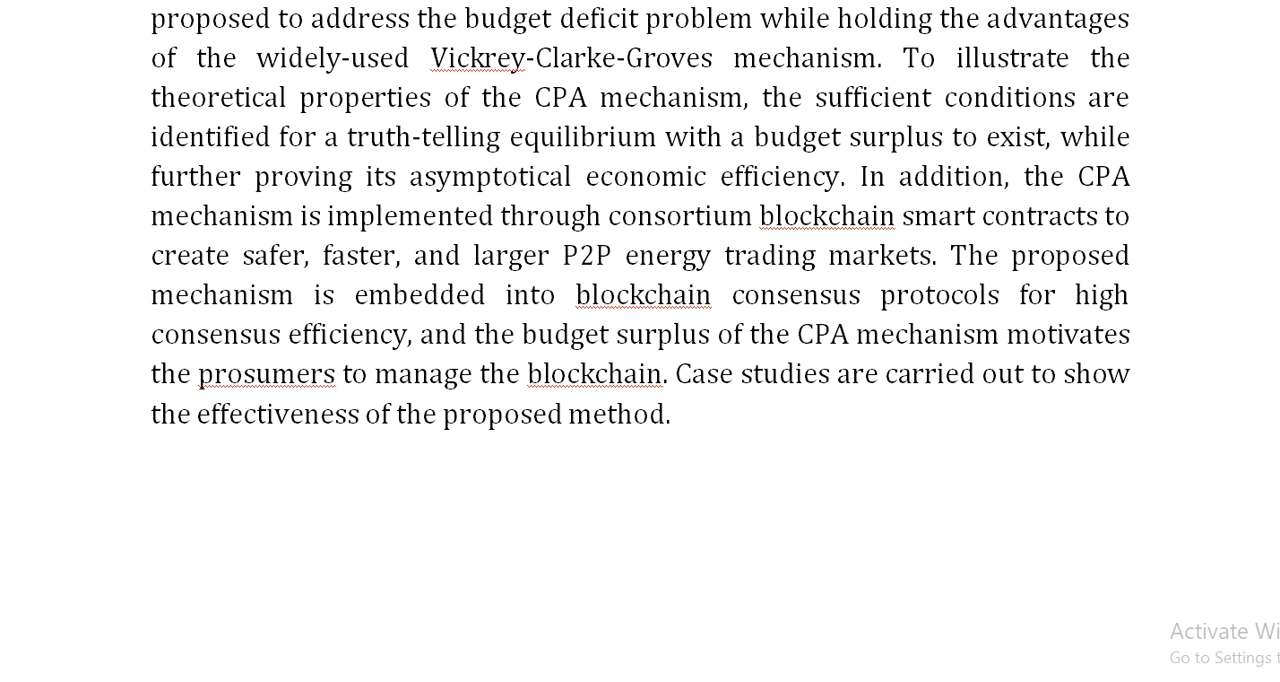 proposed to address the budget deficit problem while holding the advantages
of the widely-used Vickrey-Clarke-Groves mechanism. To illustrate the
theoretical properties of the CPA mechanism, the sufficient conditions are
identified for a truth-telling equilibrium with a budget surplus to exist, while
further proving its asymptotical economic efficiency. In addition, the CPA
mechanism is implemented through consortium blockchain smart contracts to
create safer, faster, and larger P2P energy trading markets. The proposed
mechanism is embedded into blockchain consensus protocols for high
consensus efficiency, and the budget surplus of the CPA mechanism motivates
the prosumers to manage the blockchain. Case studies are carried out to show
the effectiveness of the proposed method.
Activate Wi
Go to Settings t